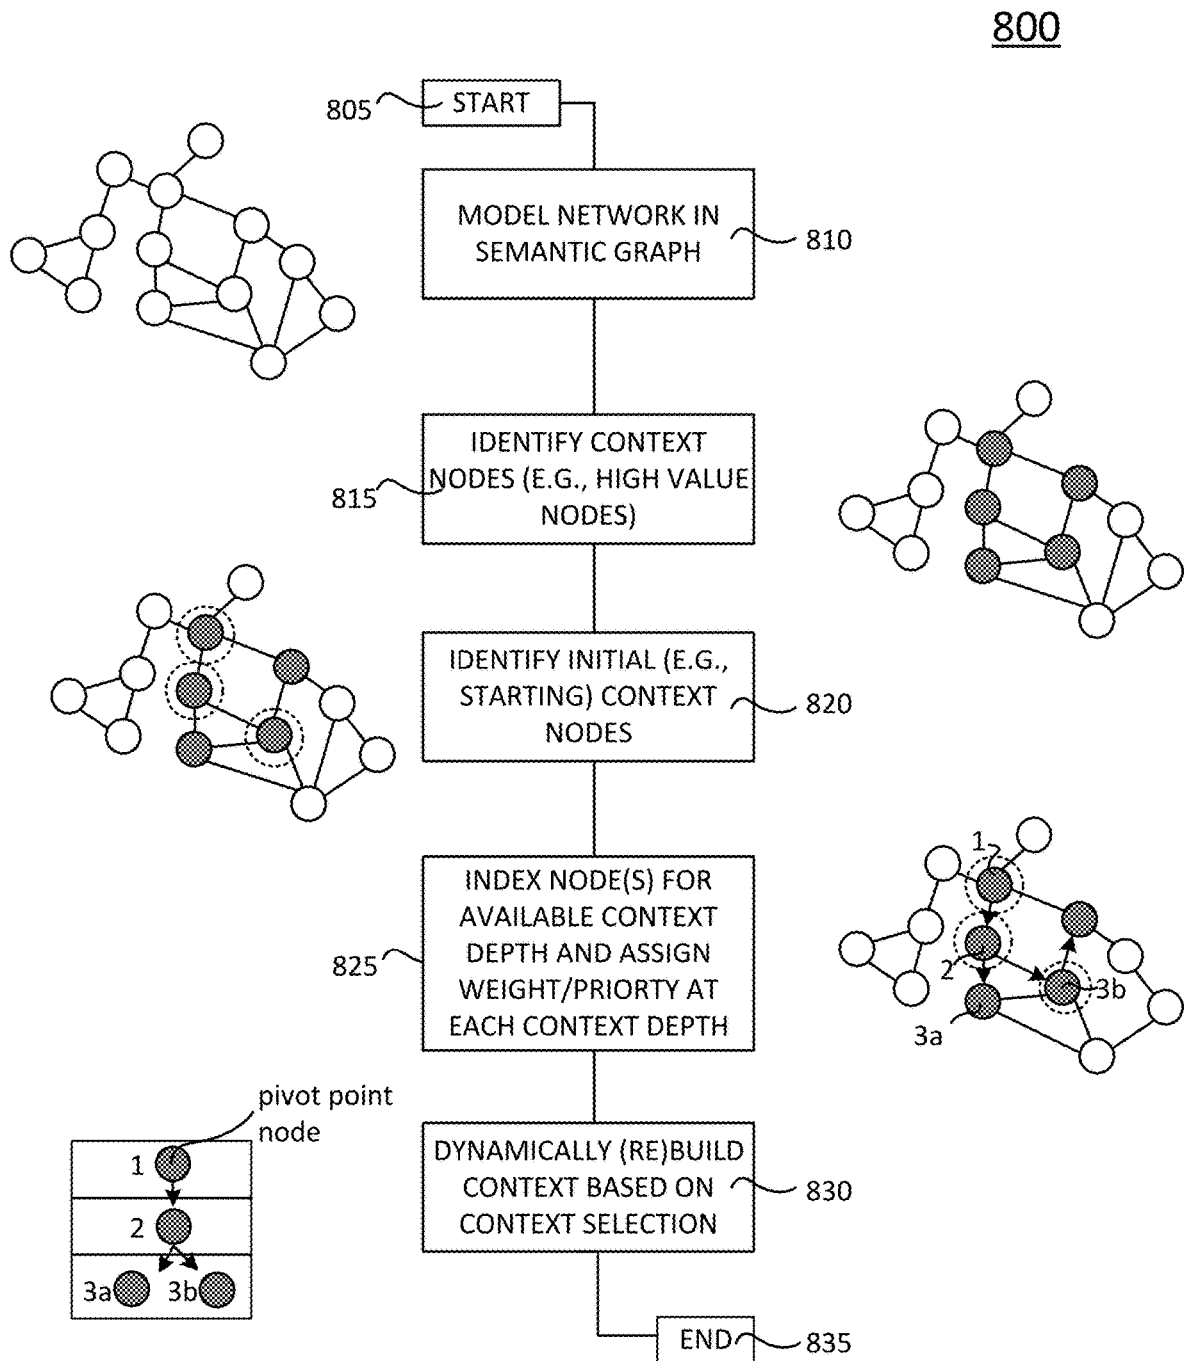 800
805
START
MODEL NETWORK IN
SEMANTIC GRAPH
810
IDENTIFY CONTEXT
NODES (E.G., HIGH VALUE
NODES)
815
IDENTIFY INITIAL (E.G.,
STARTING) CONTEXT
NODES
820
1
2
3a
3b
INDEX NODE(S) FOR
AVAILABLE CONTEXT
DEPTH AND ASSIGN
WEIGHT/PRIORTY AT
EACH CONTEXT DEPTH
825
pivot point
node
1
2
3a
3b
DYNAMICALLY (RE)BUILD
CONTEXT BASED ON
CONTEXT SELECTION
830
END
835